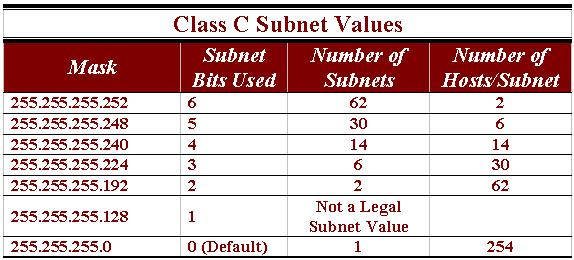 Class C Subnet Values
Mask Subnet Bits Used Number of Subnets Number of Hosts/Subnet
255.255.255.252 6 62 2
255.255.255.248 5 30 6
255.255.255.240 4 14 14
255.255.255.224 3 6 30
255.255.255.192 2 2 62
255.255.255.128 1 Not a Legal Subnet Value
255.255.255.0 0 (Default) 1 254